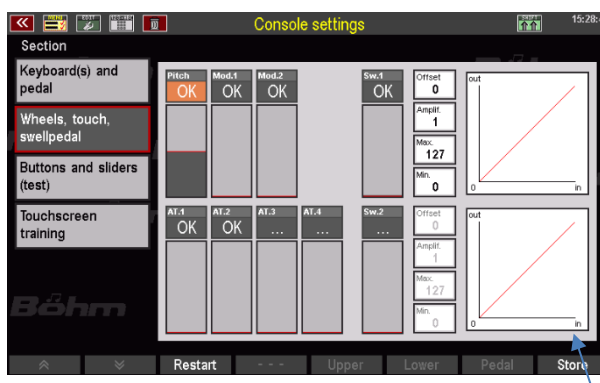 Console settings
15:28:
Section
Keyboard(s) and
pedal
Wheels, touch,
swellpedal
Buttons and sliders
(test)
Touchscreen
training
Pitch Mod.1 Mod.2 Sw.1
OK OK OK OK
Offset
0
Amplif.
1
Max.
127
Min.
0
out
0 in
AT.1 AT.2 AT.3 AT.4 Sw.2
OK OK ... ... ...
Offset
0
Amplif.
1
Max.
127
Min.
0
out
0 in
Böhm
Restart - - - Upper Lower Pedal Store